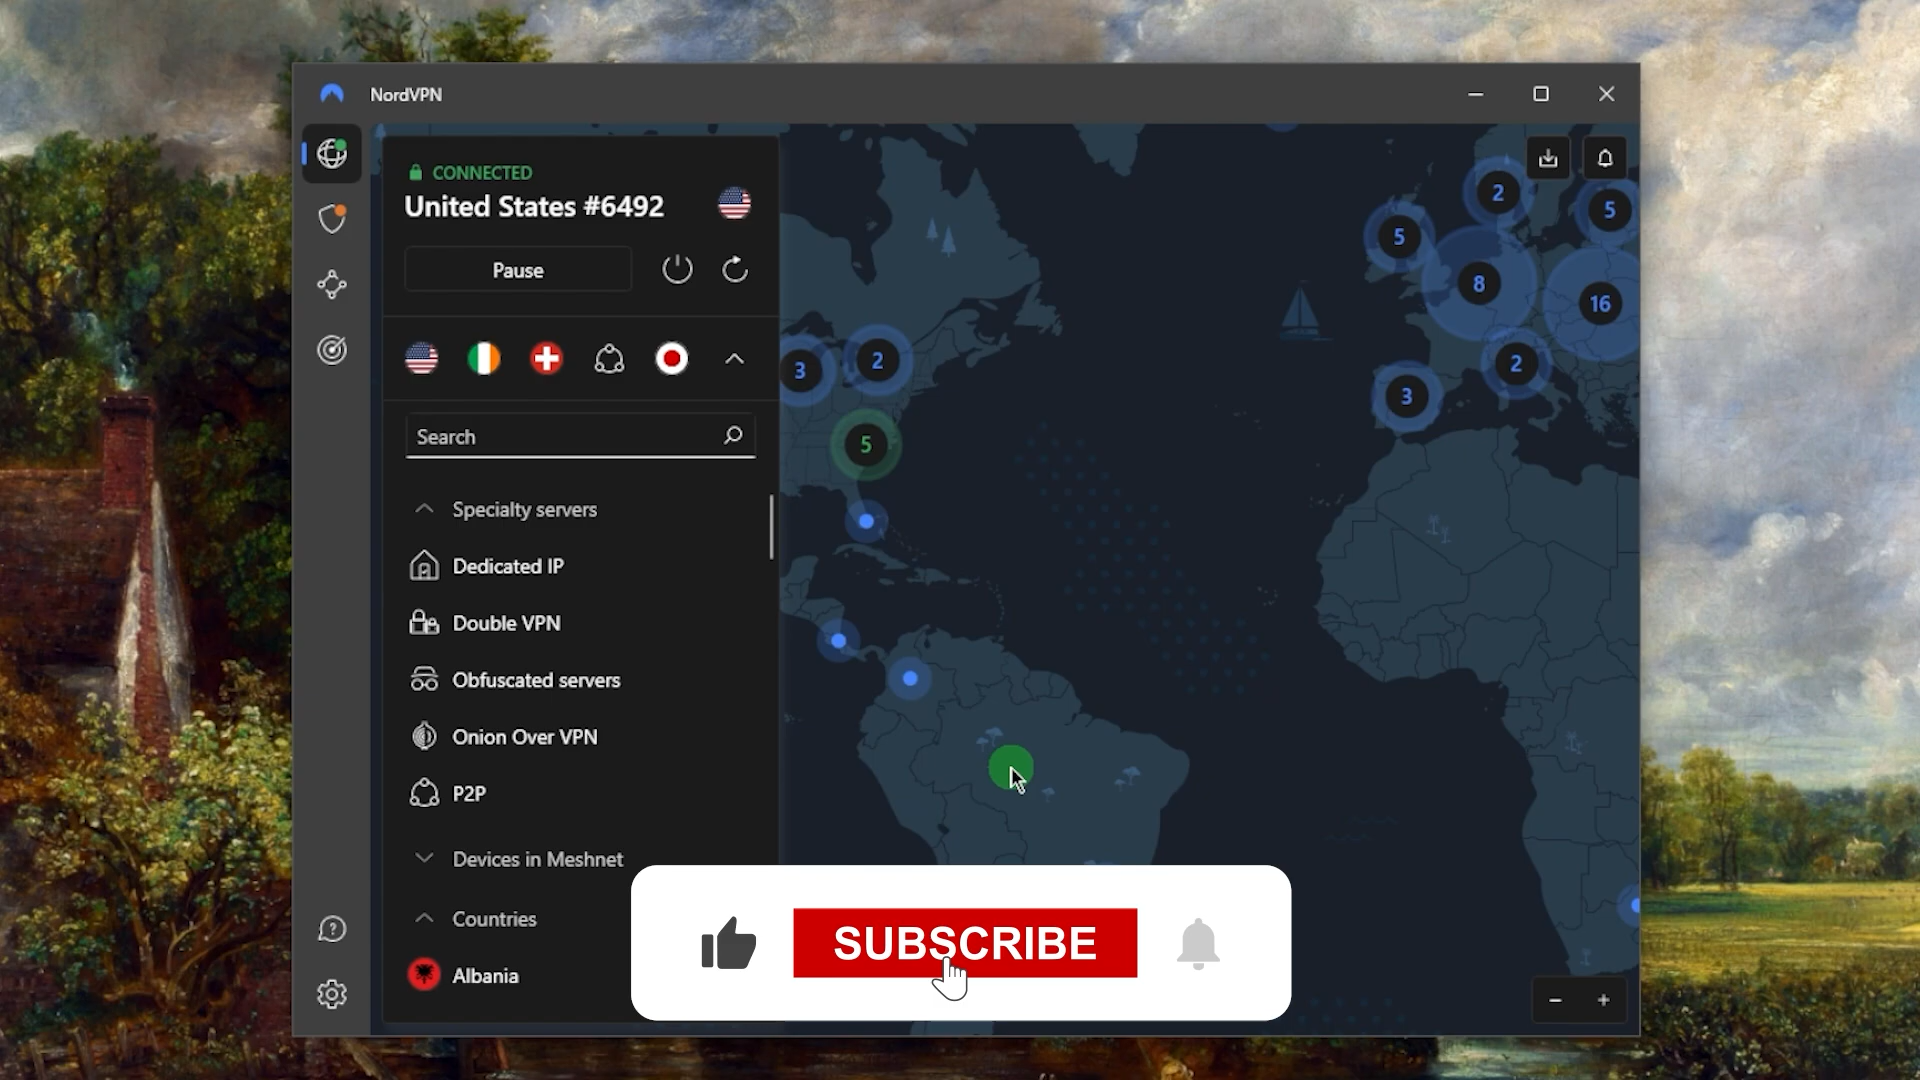 NordVPN
CONNECTED
United States #6492
Pause
Search
Specialty servers
Dedicated IP
Double VPN
Obfuscated servers
Onion Over VPN
P2P
Devices in Meshnet
Countries
Albania
2
5
5
8
16
2
3
3
2
5
SUBSCRIBE